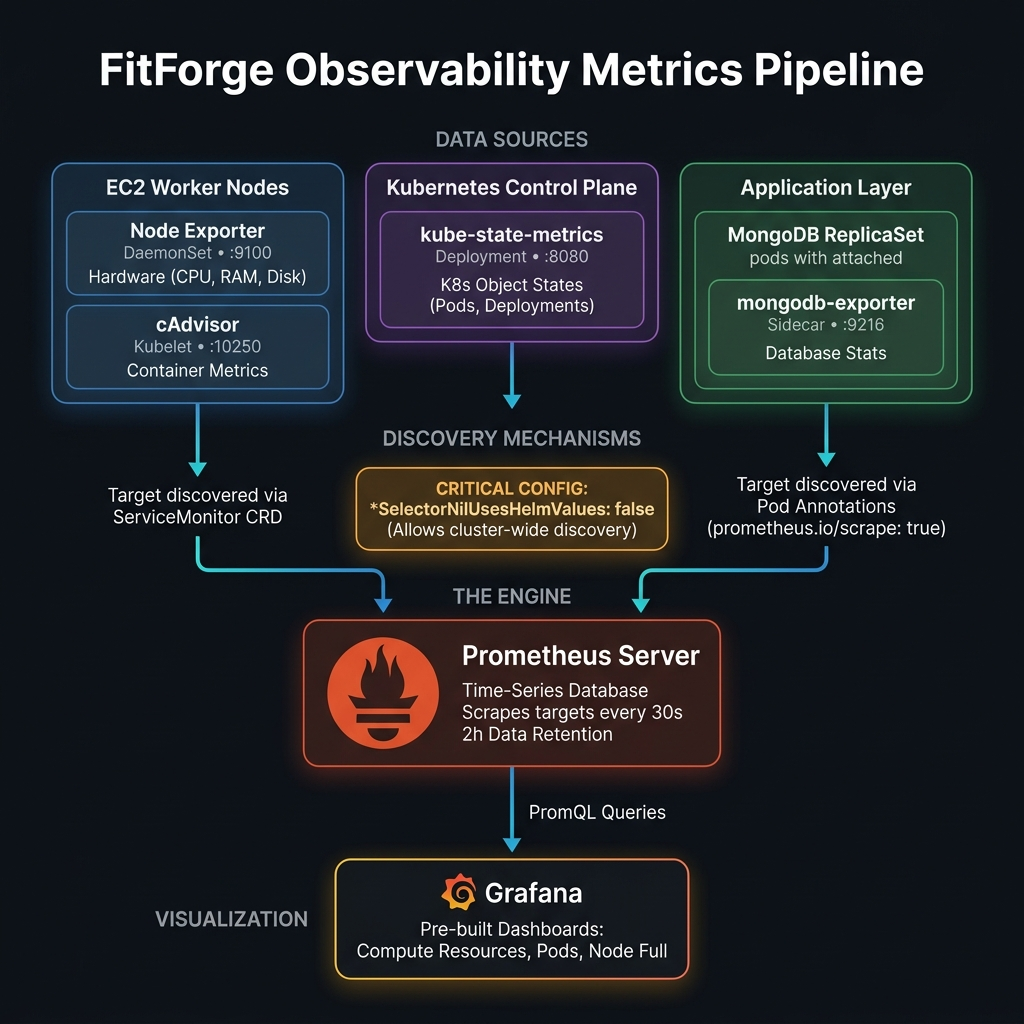 FitForge Observability Metrics Pipeline
DATA SOURCES
EC2 Worker Nodes
Node Exporter
DaemonSet • :9100
Hardware (CPU, RAM, Disk)
cAdvisor
Kubelet • :10250
Container Metrics
Kubernetes Control Plane
kube-state-metrics
Deployment • :8080
K8s Object States
(Pods, Deployments)
Application Layer
MongoDB ReplicaSet
pods with attached
mongodb-exporter
Sidecar • :9216
Database Stats
DISCOVERY MECHANISMS
Target discovered via
ServiceMonitor CRD
CRITICAL CONFIG:
*SelectorNilUsesHelmValues: false
(Allows cluster-wide discovery)
Target discovered via
Pod Annotations
(prometheus.io/scrape: true)
THE ENGINE
Prometheus Server
Time-Series Database
Scrapes targets every 30s
2h Data Retention
PromQL Queries
VISUALIZATION
Grafana
Pre-built Dashboards:
Compute Resources, Pods, Node Full